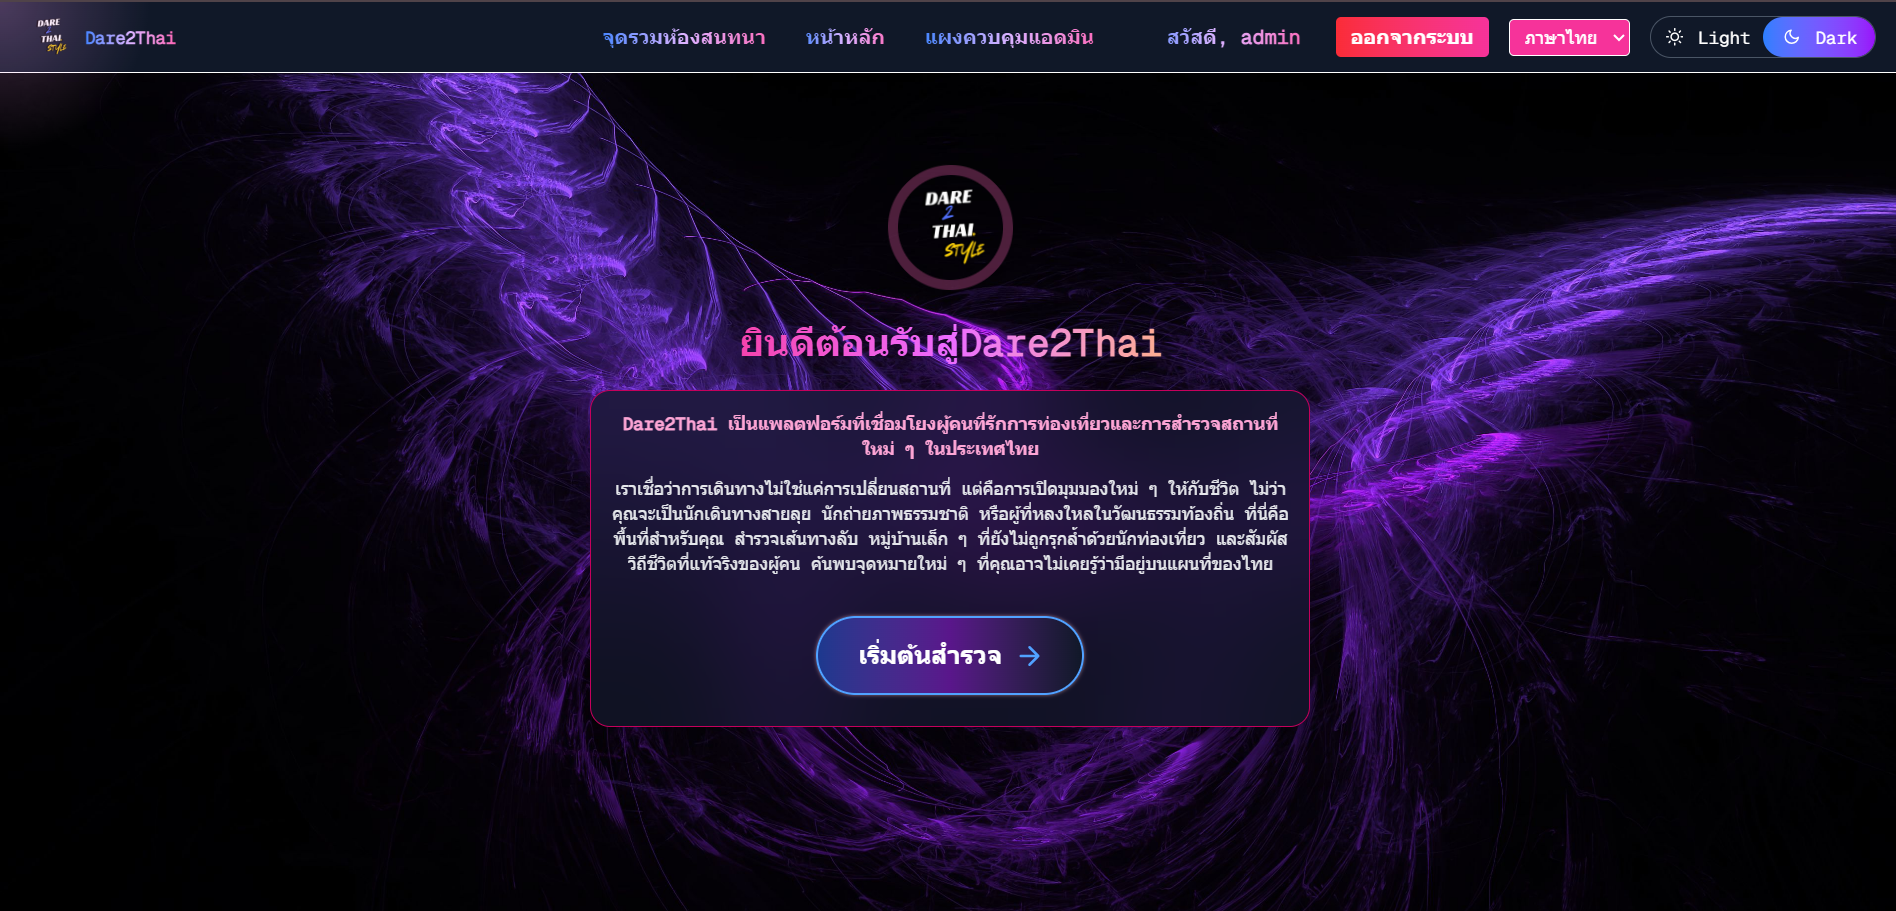 DARE
2
THAI
STYLE
Dare2Thai
จุดรวมห้องสนทนา
หน้าหลัก
แผงควบคุมแอดมิน
สวัสดี, admin
ออกจากระบบ
ภาษาไทย
Light
Dark
DARE
2
THAI
STYLE
ยินดีต้อนรับสู่Dare2Thai
Dare2Thai เป็นแพลตฟอร์มที่เชื่อมโยงผู้คนที่รักการท่องเที่ยวและการสำรวจสถานที่
ใหม่ ๆ ในประเทศไทย
เราเชื่อว่าการเดินทางไม่ใช่แค่การเปลี่ยนสถานที่ แต่คือการเปิดมุมมองใหม่ ๆ ให้กับชีวิต ไม่ว่า
คุณจะเป็นนักเดินทางสายลุย นักถ่ายภาพธรรมชาติ หรือผู้ที่หลงใหลในวัฒนธรรมท้องถิ่น ที่นี่คือ
พื้นที่สำหรับคุณ สำรวจเส้นทางลับ หมู่บ้านเล็ก ๆ ที่ยังไม่ถูกรุกล้ำด้วยนักท่องเที่ยว และสัมผัส
วิถีชีวิตที่แท้จริงของผู้คน ค้นพบจุดหมายใหม่ ๆ ที่คุณอาจไม่เคยรู้ว่ามีอยู่บนแผนที่ของไทย
เริ่มต้นสำรวจ